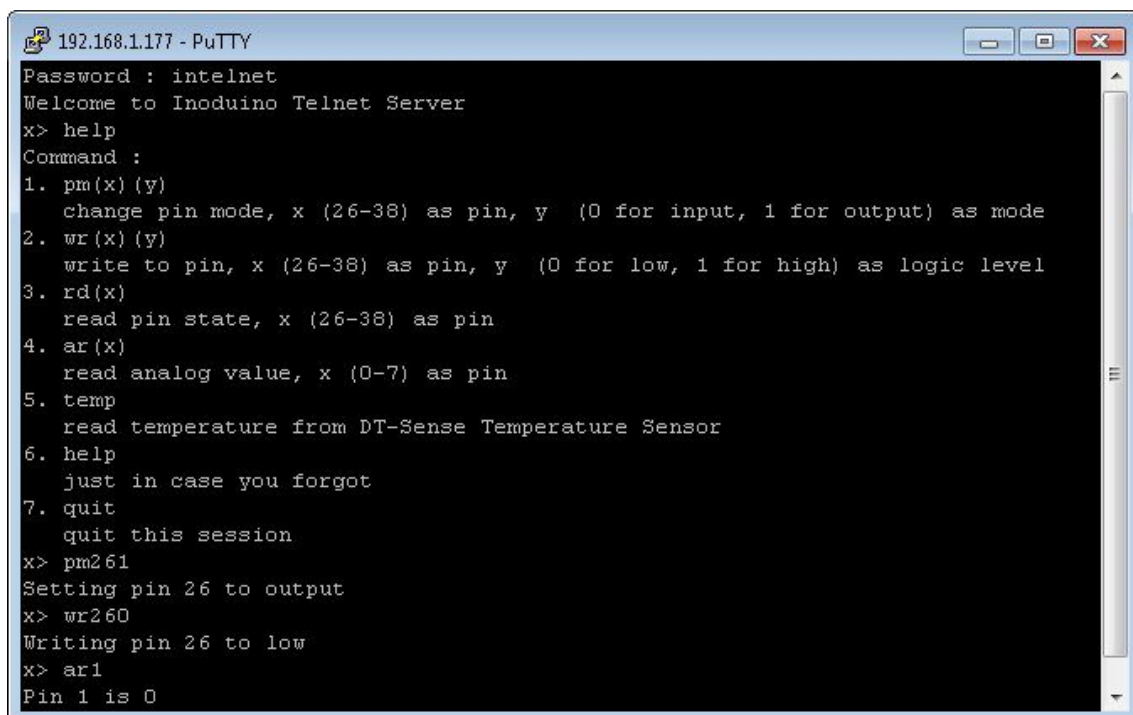 192.168.1.177 - PuTTY
Password : intelnet
Welcome to Inoduino Telnet Server
x> help
Command :
1. pm(x)(y)
change pin mode, x (26-38) as pin, y  (0 for input, 1 for output) as mode
2. wr(x)(y)
write to pin, x (26-38) as pin, y  (0 for low, 1 for high) as logic level
3. rd(x)
read pin state, x (26-38) as pin
4. ar(x)
read analog value, x (0-7) as pin
5. temp
read temperature from DT-Sense Temperature Sensor
6. help
just in case you forgot
7. quit
quit this session
x> pm261
Setting pin 26 to output
x> wr260
Writing pin 26 to low
x> ar1
Pin 1 is 0